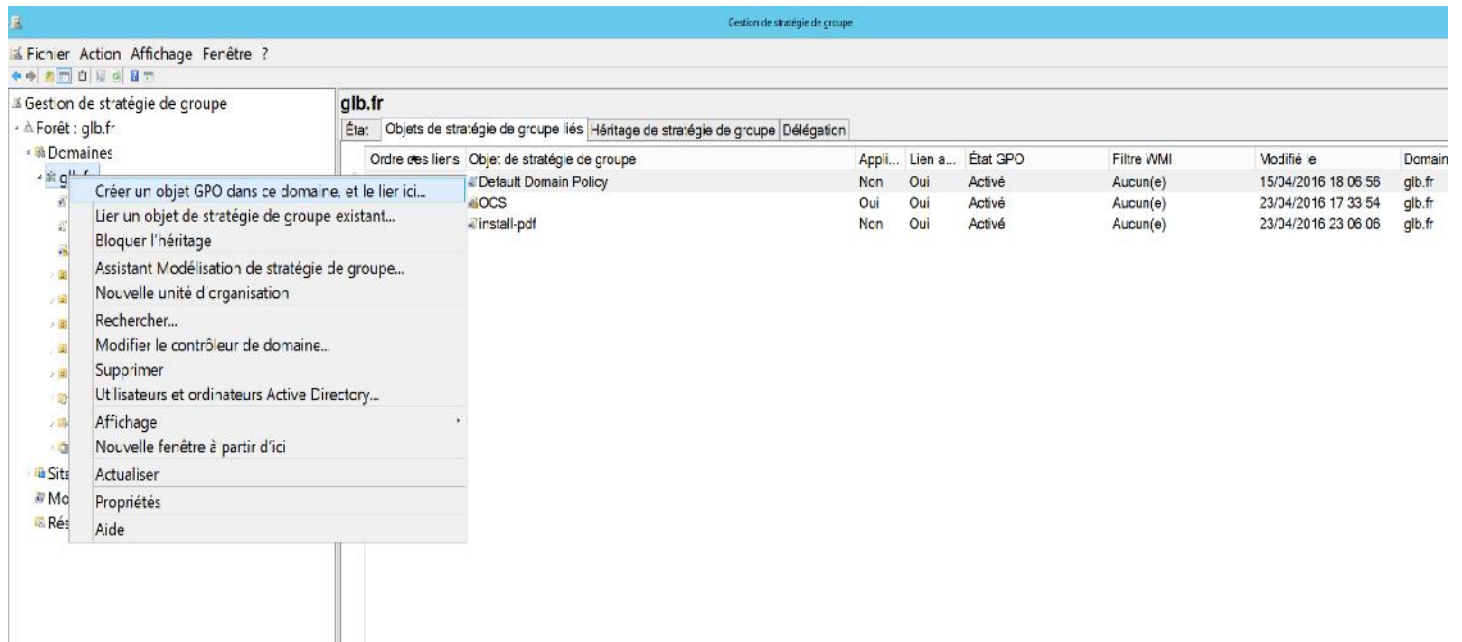 Gestion de stratégie de groupe
Fichier Action Affichage Fenêtre ?
Gestion de stratégie de groupe
Forêt : glb.fr
Domaines
glb.fr
Créer un objet GPO dans ce domaine, et le lier ici...
Lier un objet de stratégie de groupe existant...
Bloquer l'héritage
Assistant Modélisation de stratégie de groupe...
Nouvelle unité d'organisation
Rechercher...
Modifier le contrôleur de domaine...
Supprimer
Utilisateurs et ordinateurs Active Directory...
Affichage
Nouvelle fenêtre à partir d'ici
Actualiser
Propriétés
Aide
Site
Mo
Rés
glb.fr
État Objets de stratégie de groupe liés Héritage de stratégie de groupe Délégation
Ordre des liens Objet de stratégie de groupe Appli... Lien a... État GPO Filtre WMI Modifié le Domain
Default Domain Policy Non Oui Activé Aucun(e) 15/04/2016 18 06 56 glb.fr
OCS Oui Oui Activé Aucun(e) 23/04/2016 17 33 54 glb.fr
install-pdf Non Oui Activé Aucun(e) 23/04/2016 23 06 06 glb.fr